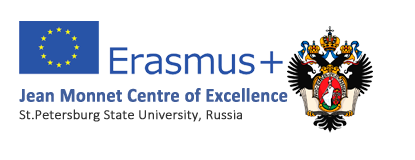 Erasmus+
Jean Monnet Centre of Excellence
St.Petersburg State University, Russia